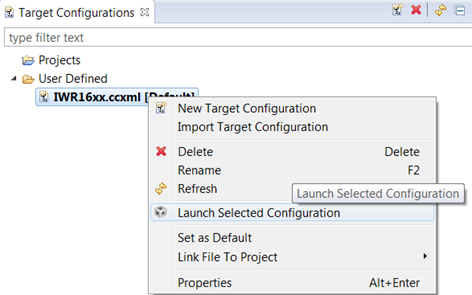 Target Configurations
type filter text
Projects
User Defined
IWR16xx.ccxml [Default]
New Target Configuration
Import Target Configuration
Delete Delete
Rename F2
Refresh
Launch Selected Configuration
Launch Selected Configuration
Set as Default
Link File To Project
Properties Alt+Enter